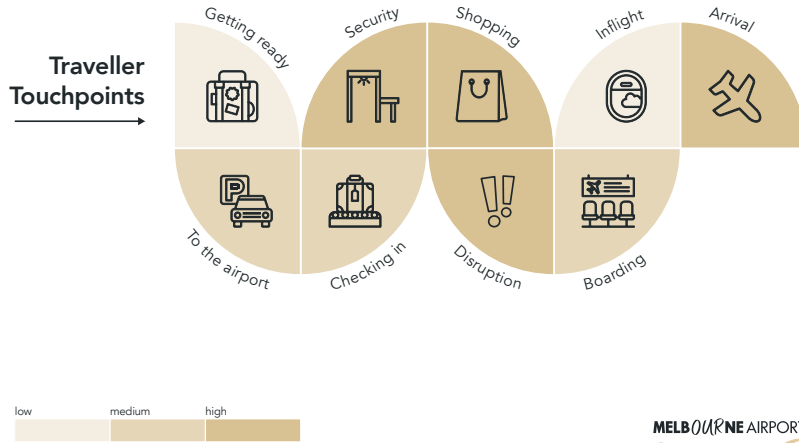 Traveller
Touchpoints
Getting ready
Security
Shopping
Inflight
Arrival
P
To the airport
Checking in
Disruption
Boarding
low
medium
high
MELBOURNE AIRPORT